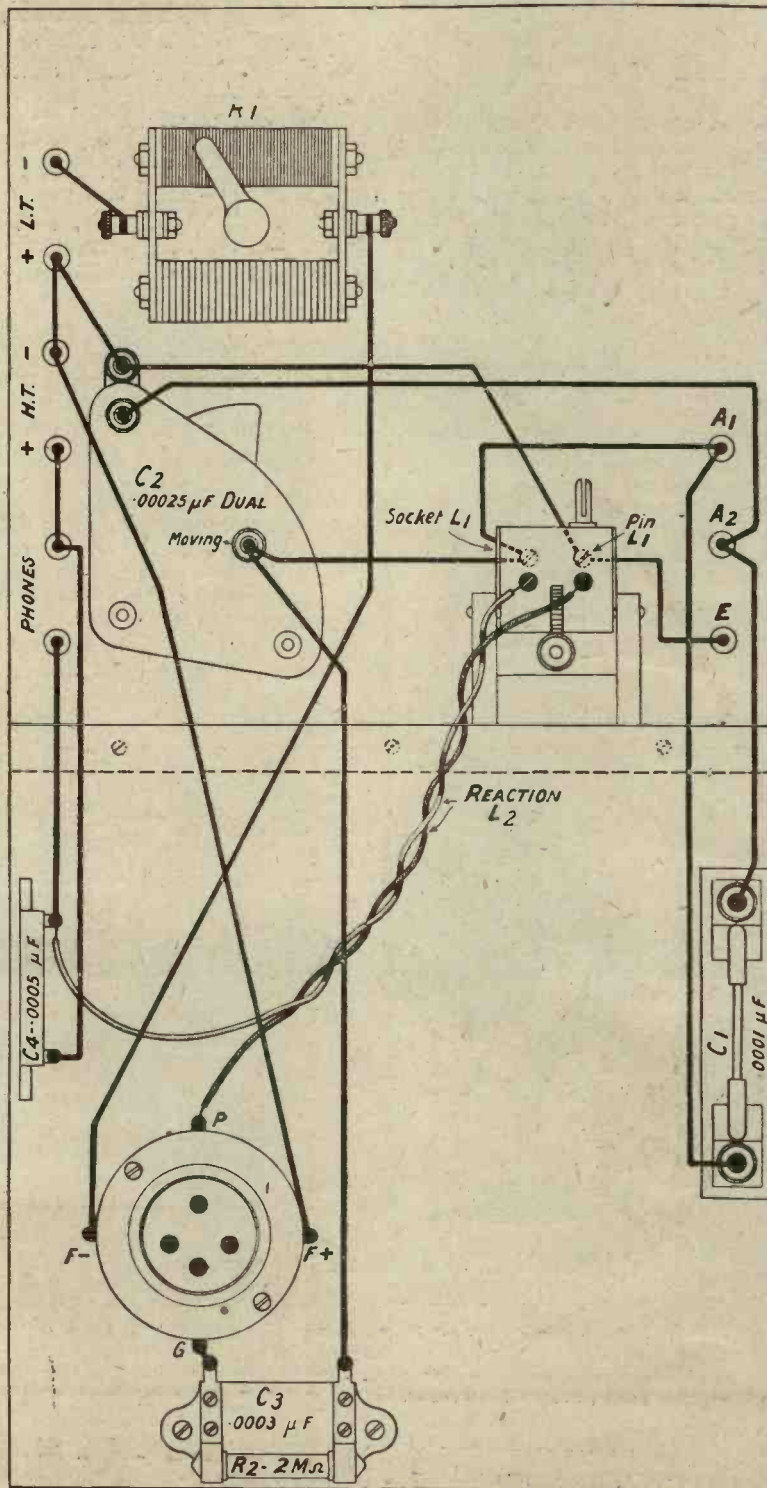 R1
- L.T. +
- H.T. +
PHONES
C2
.00025 µF DUAL
Moving
Socket L1
Pin
L1
A1
A2
E
REACTION
L2
C4-.0005 µF
C1
.0001 µF
P
F-
F+
G
C3
.0003 µF
R2-2MΩ